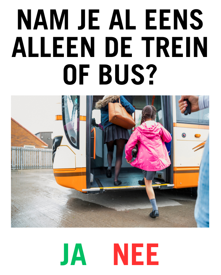 NAM JE AL EENS
ALLEEN DE TREIN
OF BUS?
JA NEE